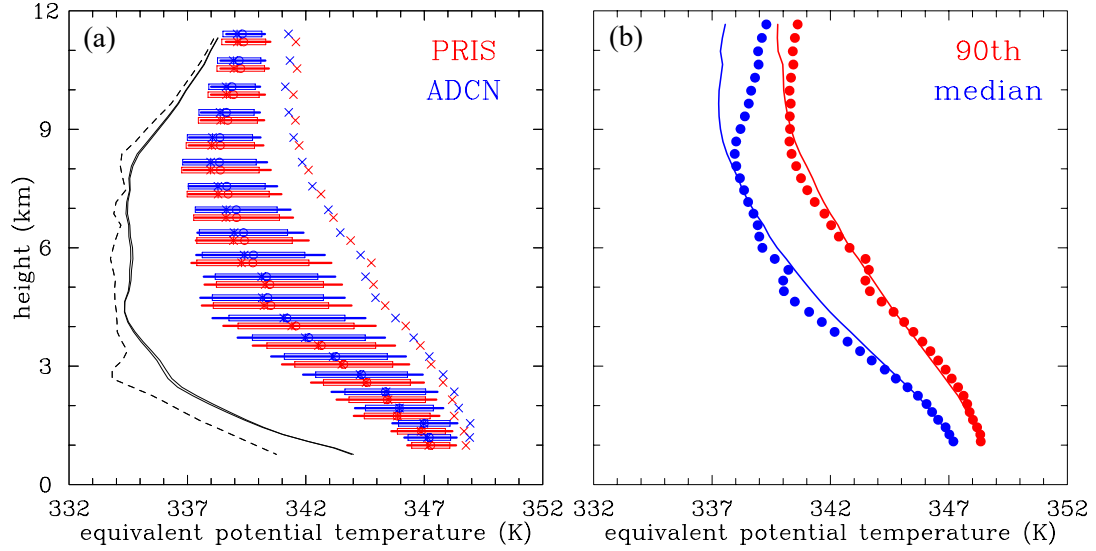 (a)
PRIS
ADCN
12
9
6
3
0
height (km)
332
337
342
347
352
equivalent potential temperature (K)
(b)
90th
median
332
337
342
347
352
equivalent potential temperature (K)